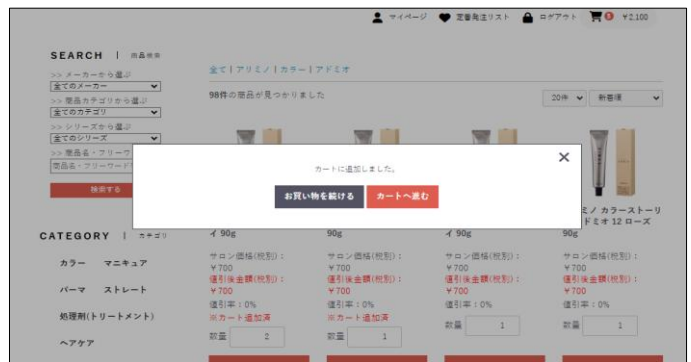 マイページ 定番発注リスト ログアウト ¥2,100
SEARCH | 商品検索
>> メーカーから選ぶ
全てのメーカー
>> 商品カテゴリから選ぶ
全てのカテゴリ
>> シリーズから選ぶ
全てのシリーズ
>> 商品名・フリーワー
商品名・フリーワード
検索する
全て | アリミノ | カラー | アドミオ
98件の商品が見つかりました
20件 新着順
カートに追加しました。
お買い物を続ける カートへ進む
ミノ カラーストーリ
ドミオ 12 ローズ
イ 90g 90g イ 90g 90g
CATEGORY | カテゴリ
カラー マニキュア
パーマ ストレート
処理剤(トリートメント)
ヘアケア
サロン価格(税別): サロン価格(税別): サロン価格(税別): サロン価格(税別):
¥700 ¥700 ¥700 ¥700
値引後金額(税別): 値引後金額(税別): 値引後金額(税別): 値引後金額(税別):
¥700 ¥700 ¥700 ¥700
値引率:0% 値引率:0% 値引率:0% 値引率:0%
※カート追加済 ※カート追加済
数量 2 数量 1 数量 1 数量 1